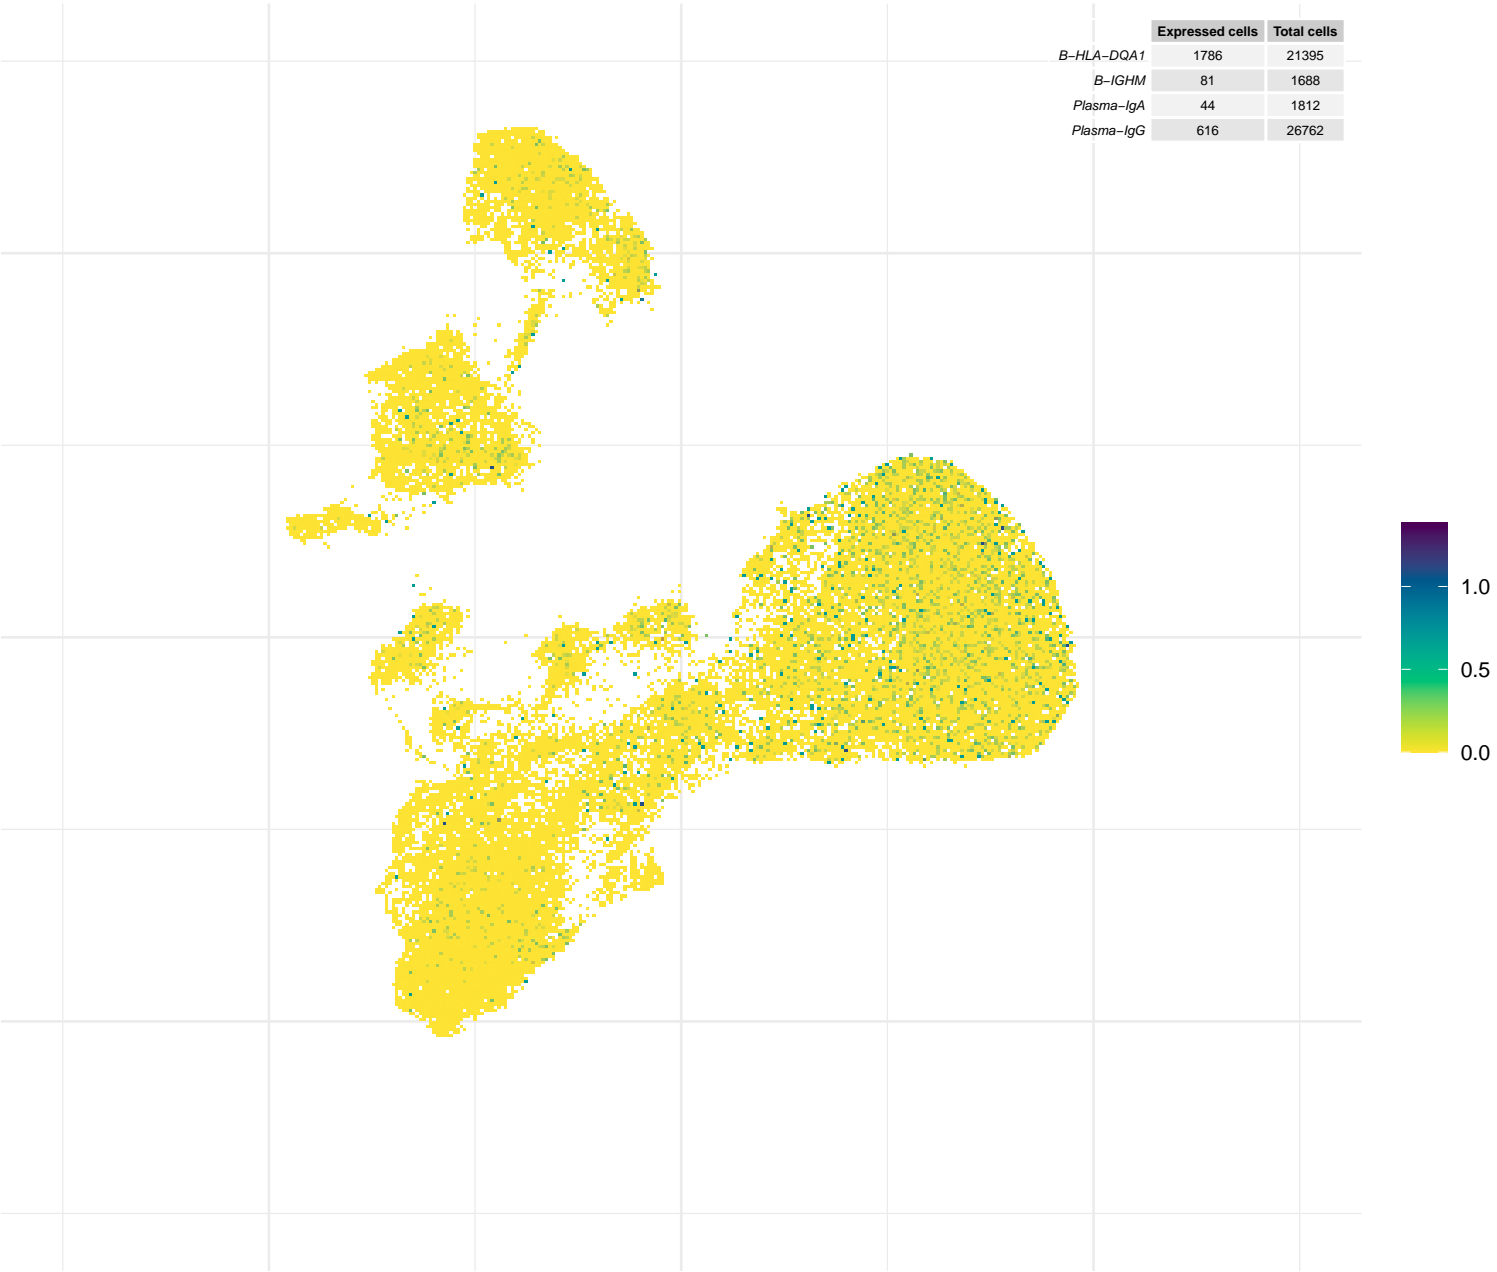 Expressed cells Total cells
B−HLA−DQA1 1786 21395
B−IGHM 81 1688
Plasma−IgA 44 1812
Plasma−IgG 616 26762
1.0
0.5
0.0